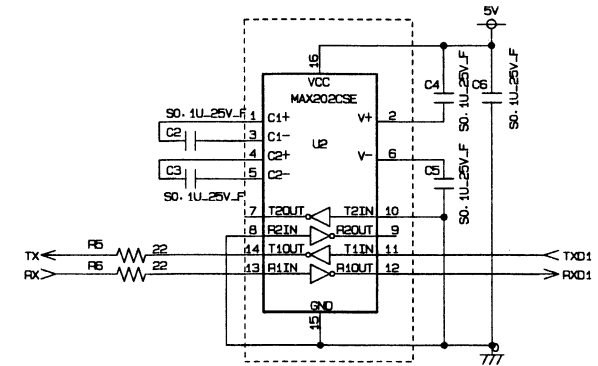 5V
16
VCC
MAX202CSE
U2
C4
S0.1U_25V_F
C6
S0.1U_25V_F
S0.1U_25V_F
1
C1+
V+
2
C2
3
C1-
4
C2+
V-
6
C3
5
C2-
S0.1U_25V_F
C5
S0.1U_25V_F
7
T2OUT
T2IN
10
8
R2IN
R2OUT
9
TX
R5
22
14
T1OUT
T1IN
11
TXD1
RX
R6
22
13
R1IN
R1OUT
12
RXD1
GND
15
0